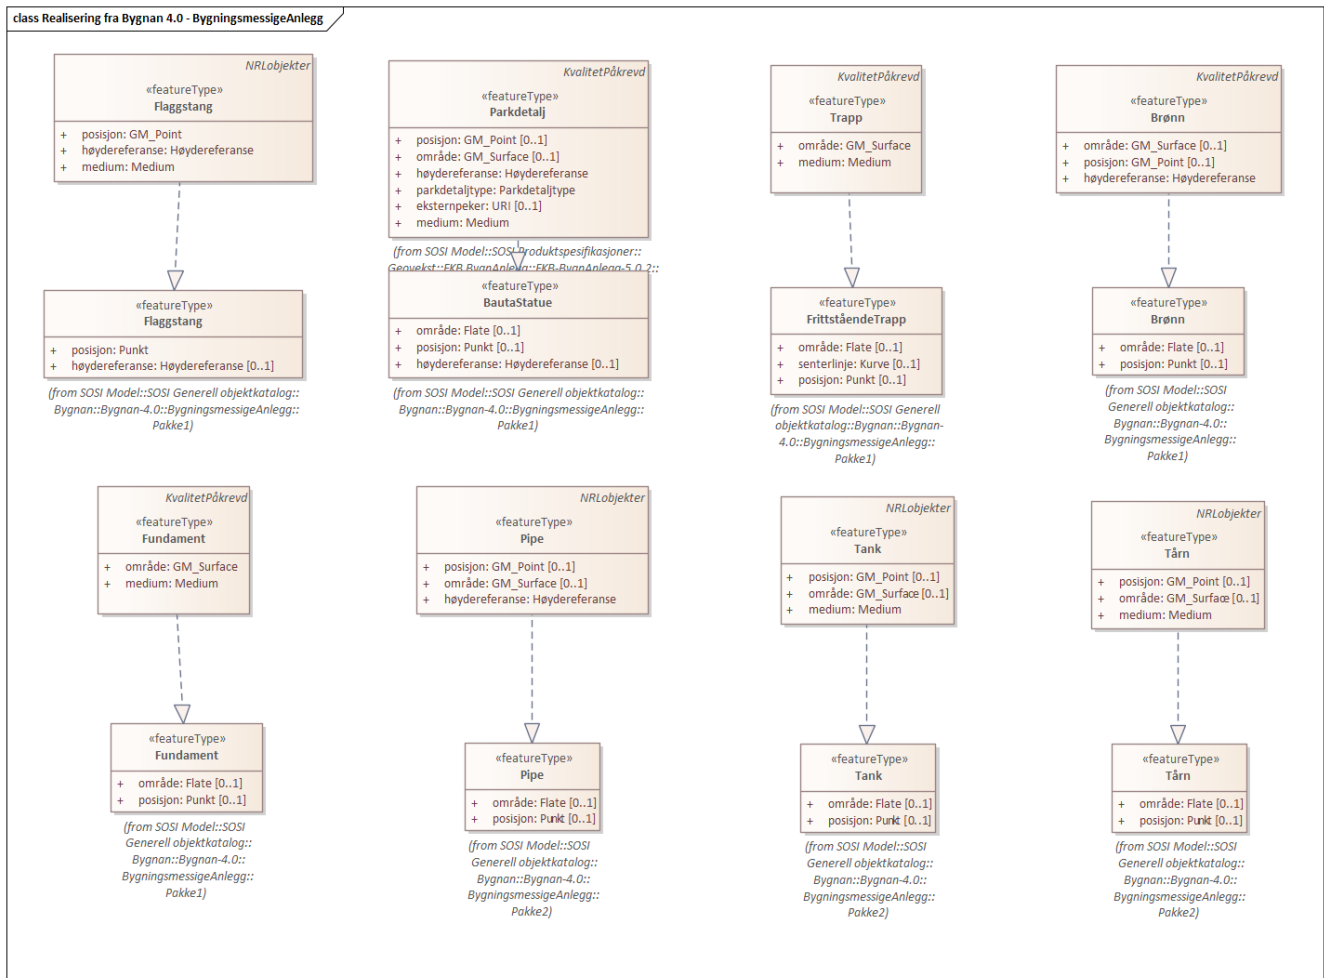 class Realisering fra Bygnan 4.0 - BygningsmessigeAnlegg
NRLobjekter
«featureType»
Flaggstang
+ posisjon: GM_Point
+ høydereferanse: Høydereferanse
+ medium: Medium
KvalitetPåkrevd
«featureType»
Parkdetalj
+ posisjon: GM_Point [0..1]
+ område: GM_Surface [0..1]
+ høydereferanse: Høydereferanse
+ parkdetaljtype: Parkdetaljtype
+ eksternpeker: URI [0..1]
+ medium: Medium
(from SOSI Model::SOSI Produktspesifikasjoner::
Geovekst::FKB BygnAnlegg::FKB-BygnAnlegg-5.0.2::
KvalitetPåkrevd
«featureType»
Trapp
+ område: GM_Surface
+ medium: Medium
KvalitetPåkrevd
«featureType»
Brønn
+ område: GM_Surface [0..1]
+ posisjon: GM_Point [0..1]
+ høydereferanse: Høydereferanse
«featureType»
Flaggstang
+ posisjon: Punkt
+ høydereferanse: Høydereferanse [0..1]
(from SOSI Model::SOSI Generell objektkatalog::
Bygnan::Bygnan-4.0::BygningsmessigeAnlegg::
Pakke1)
«featureType»
BautaStatue
+ område: Flate [0..1]
+ posisjon: Punkt [0..1]
+ høydereferanse: Høydereferanse [0..1]
(from SOSI Model::SOSI Generell objektkatalog::
Bygnan::Bygnan-4.0::BygningsmessigeAnlegg::
Pakke1)
«featureType»
FrittståendeTrapp
+ område: Flate [0..1]
+ senterlinje: Kurve [0..1]
+ posisjon: Punkt [0..1]
(from SOSI Model::SOSI Generell
objektkatalog::Bygnan::Bygnan-
4.0::BygningsmessigeAnlegg::
Pakke1)
«featureType»
Brønn
+ område: Flate [0..1]
+ posisjon: Punkt [0..1]
(from SOSI Model::SOSI
Generell objektkatalog::
Bygnan::Bygnan-4.0::
BygningsmessigeAnlegg::
Pakke1)
KvalitetPåkrevd
«featureType»
Fundament
+ område: GM_Surface
+ medium: Medium
NRLobjekter
«featureType»
Pipe
+ posisjon: GM_Point [0..1]
+ område: GM_Surface [0..1]
+ høydereferanse: Høydereferanse
NRLobjekter
«featureType»
Tank
+ posisjon: GM_Point [0..1]
+ område: GM_Surface [0..1]
+ medium: Medium
NRLobjekter
«featureType»
Tårn
+ posisjon: GM_Point [0..1]
+ område: GM_Surface [0..1]
+ medium: Medium
«featureType»
Fundament
+ område: Flate [0..1]
+ posisjon: Punkt [0..1]
(from SOSI Model::SOSI
Generell objektkatalog::
Bygnan::Bygnan-4.0::
BygningsmessigeAnlegg::
Pakke1)
«featureType»
Pipe
+ område: Flate [0..1]
+ posisjon: Punkt [0..1]
(from SOSI Model::SOSI
Generell objektkatalog::
Bygnan::Bygnan-4.0::
BygningsmessigeAnlegg::
Pakke2)
«featureType»
Tank
+ område: Flate [0..1]
+ posisjon: Punkt [0..1]
(from SOSI Model::SOSI
Generell objektkatalog::
Bygnan::Bygnan-4.0::
BygningsmessigeAnlegg::
Pakke2)
«featureType»
Tårn
+ område: Flate [0..1]
+ posisjon: Punkt [0..1]
(from SOSI Model::SOSI
Generell objektkatalog::
Bygnan::Bygnan-4.0::
BygningsmessigeAnlegg::
Pakke2)